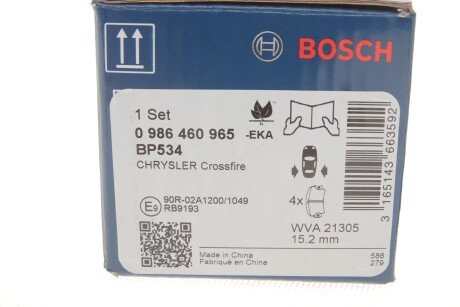 BOSCH
1 Set
0 986 460 965 -EKA
BP534
CHRYSLER Crossfire
E9
90R-02A1200/1049
RB9193
4x
WVA 21305
15.2 mm
Made in China
Fabriqué en Chine
586
279
3 165143 663592